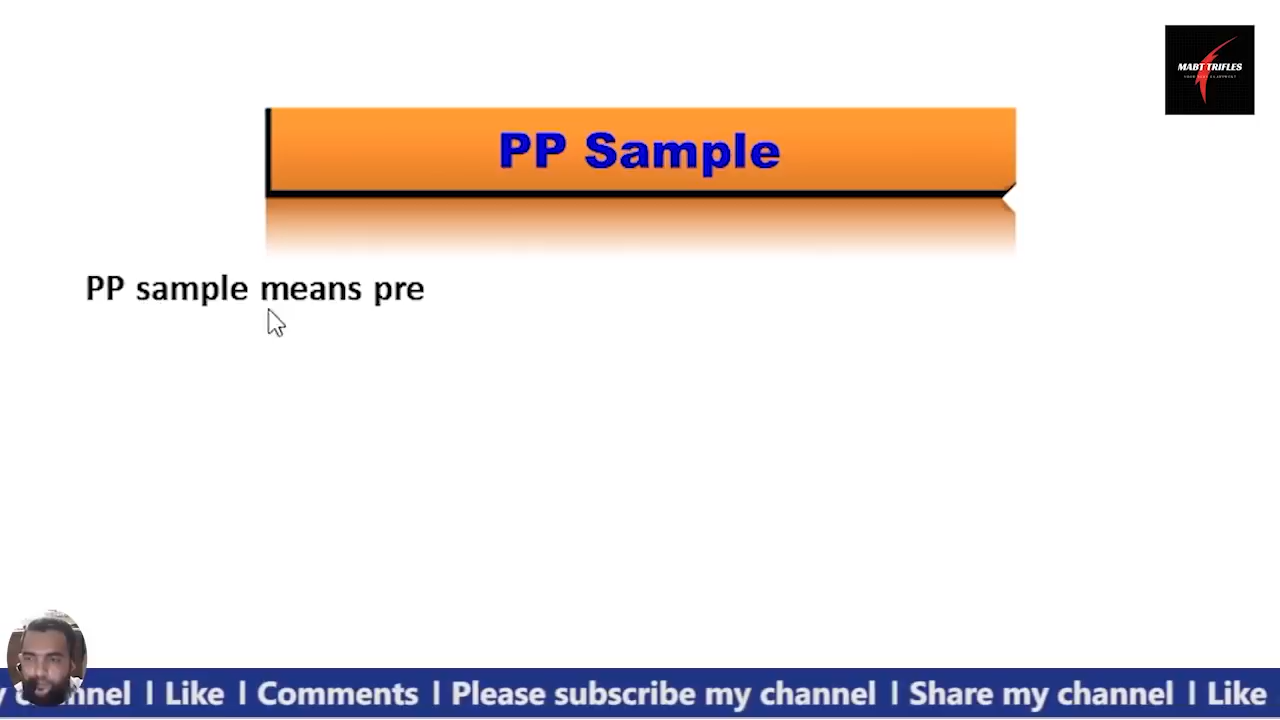 MABT TRIFLES
PP Sample
PP sample means pre
nnel l Like l Comments l Please subscribe my channel l Share my channel l Like